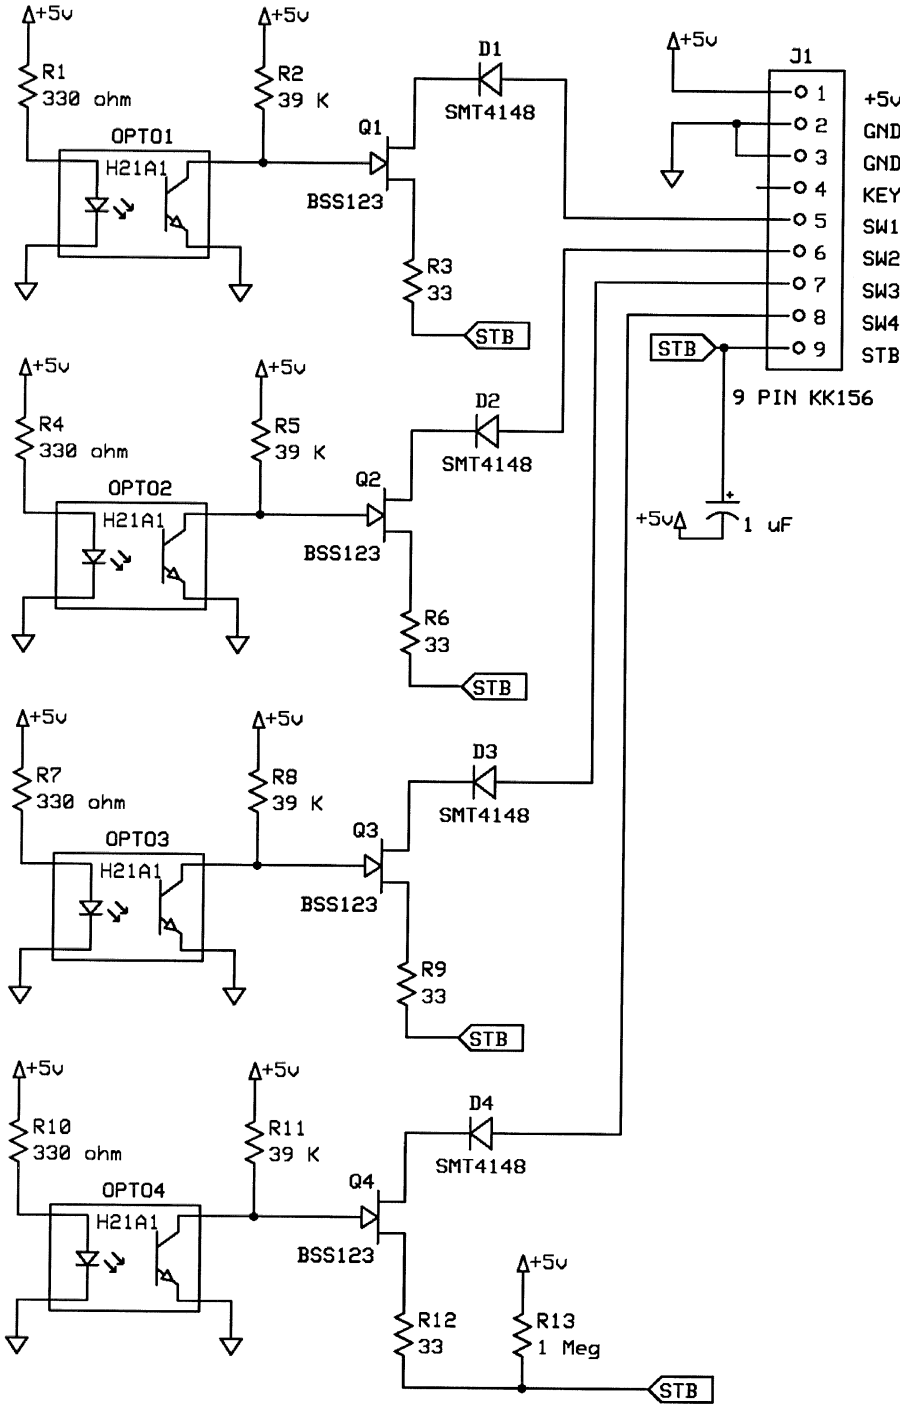 +5v
R1
330 ohm
+5v
R2
39 K
OPTO1
H21A1
Q1
BSS123
D1
SMT4148
R3
33
STB
+5v
J1
1 +5v
2 GND
3 GND
4 KEY
5 SW1
6 SW2
7 SW3
8 SW4
STB
9 STB
9 PIN KK156
+
+5v
1 uF
+5v
R4
330 ohm
+5v
R5
39 K
OPTO2
H21A1
Q2
BSS123
D2
SMT4148
R6
33
STB
+5v
R7
330 ohm
+5v
R8
39 K
OPTO3
H21A1
Q3
BSS123
D3
SMT4148
R9
33
STB
+5v
R10
330 ohm
+5v
R11
39 K
OPTO4
H21A1
Q4
BSS123
D4
SMT4148
R12
33
+5v
R13
1 Meg
STB